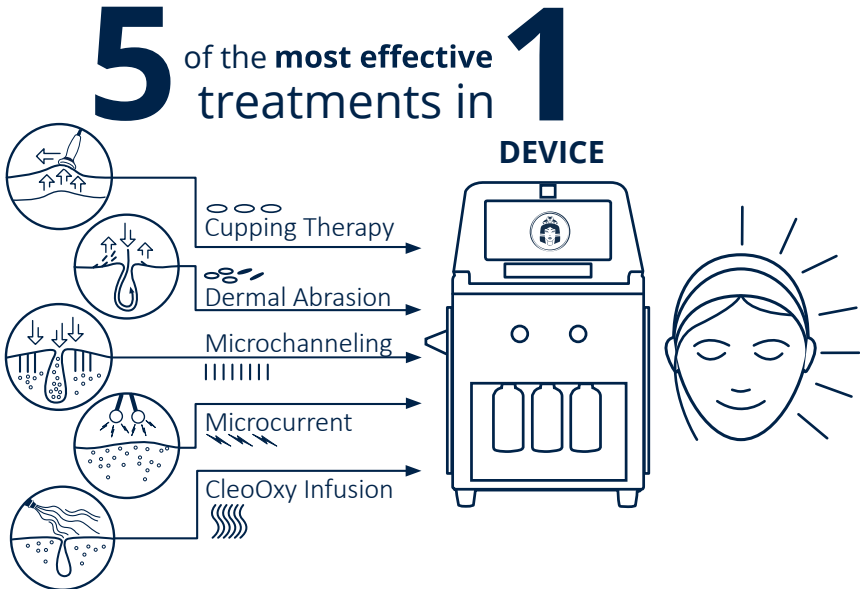 5 of the most effective 1
treatments in
DEVICE
Cupping Therapy
Dermal Abrasion
Microchanneling
Microcurrent
CleoOxy Infusion